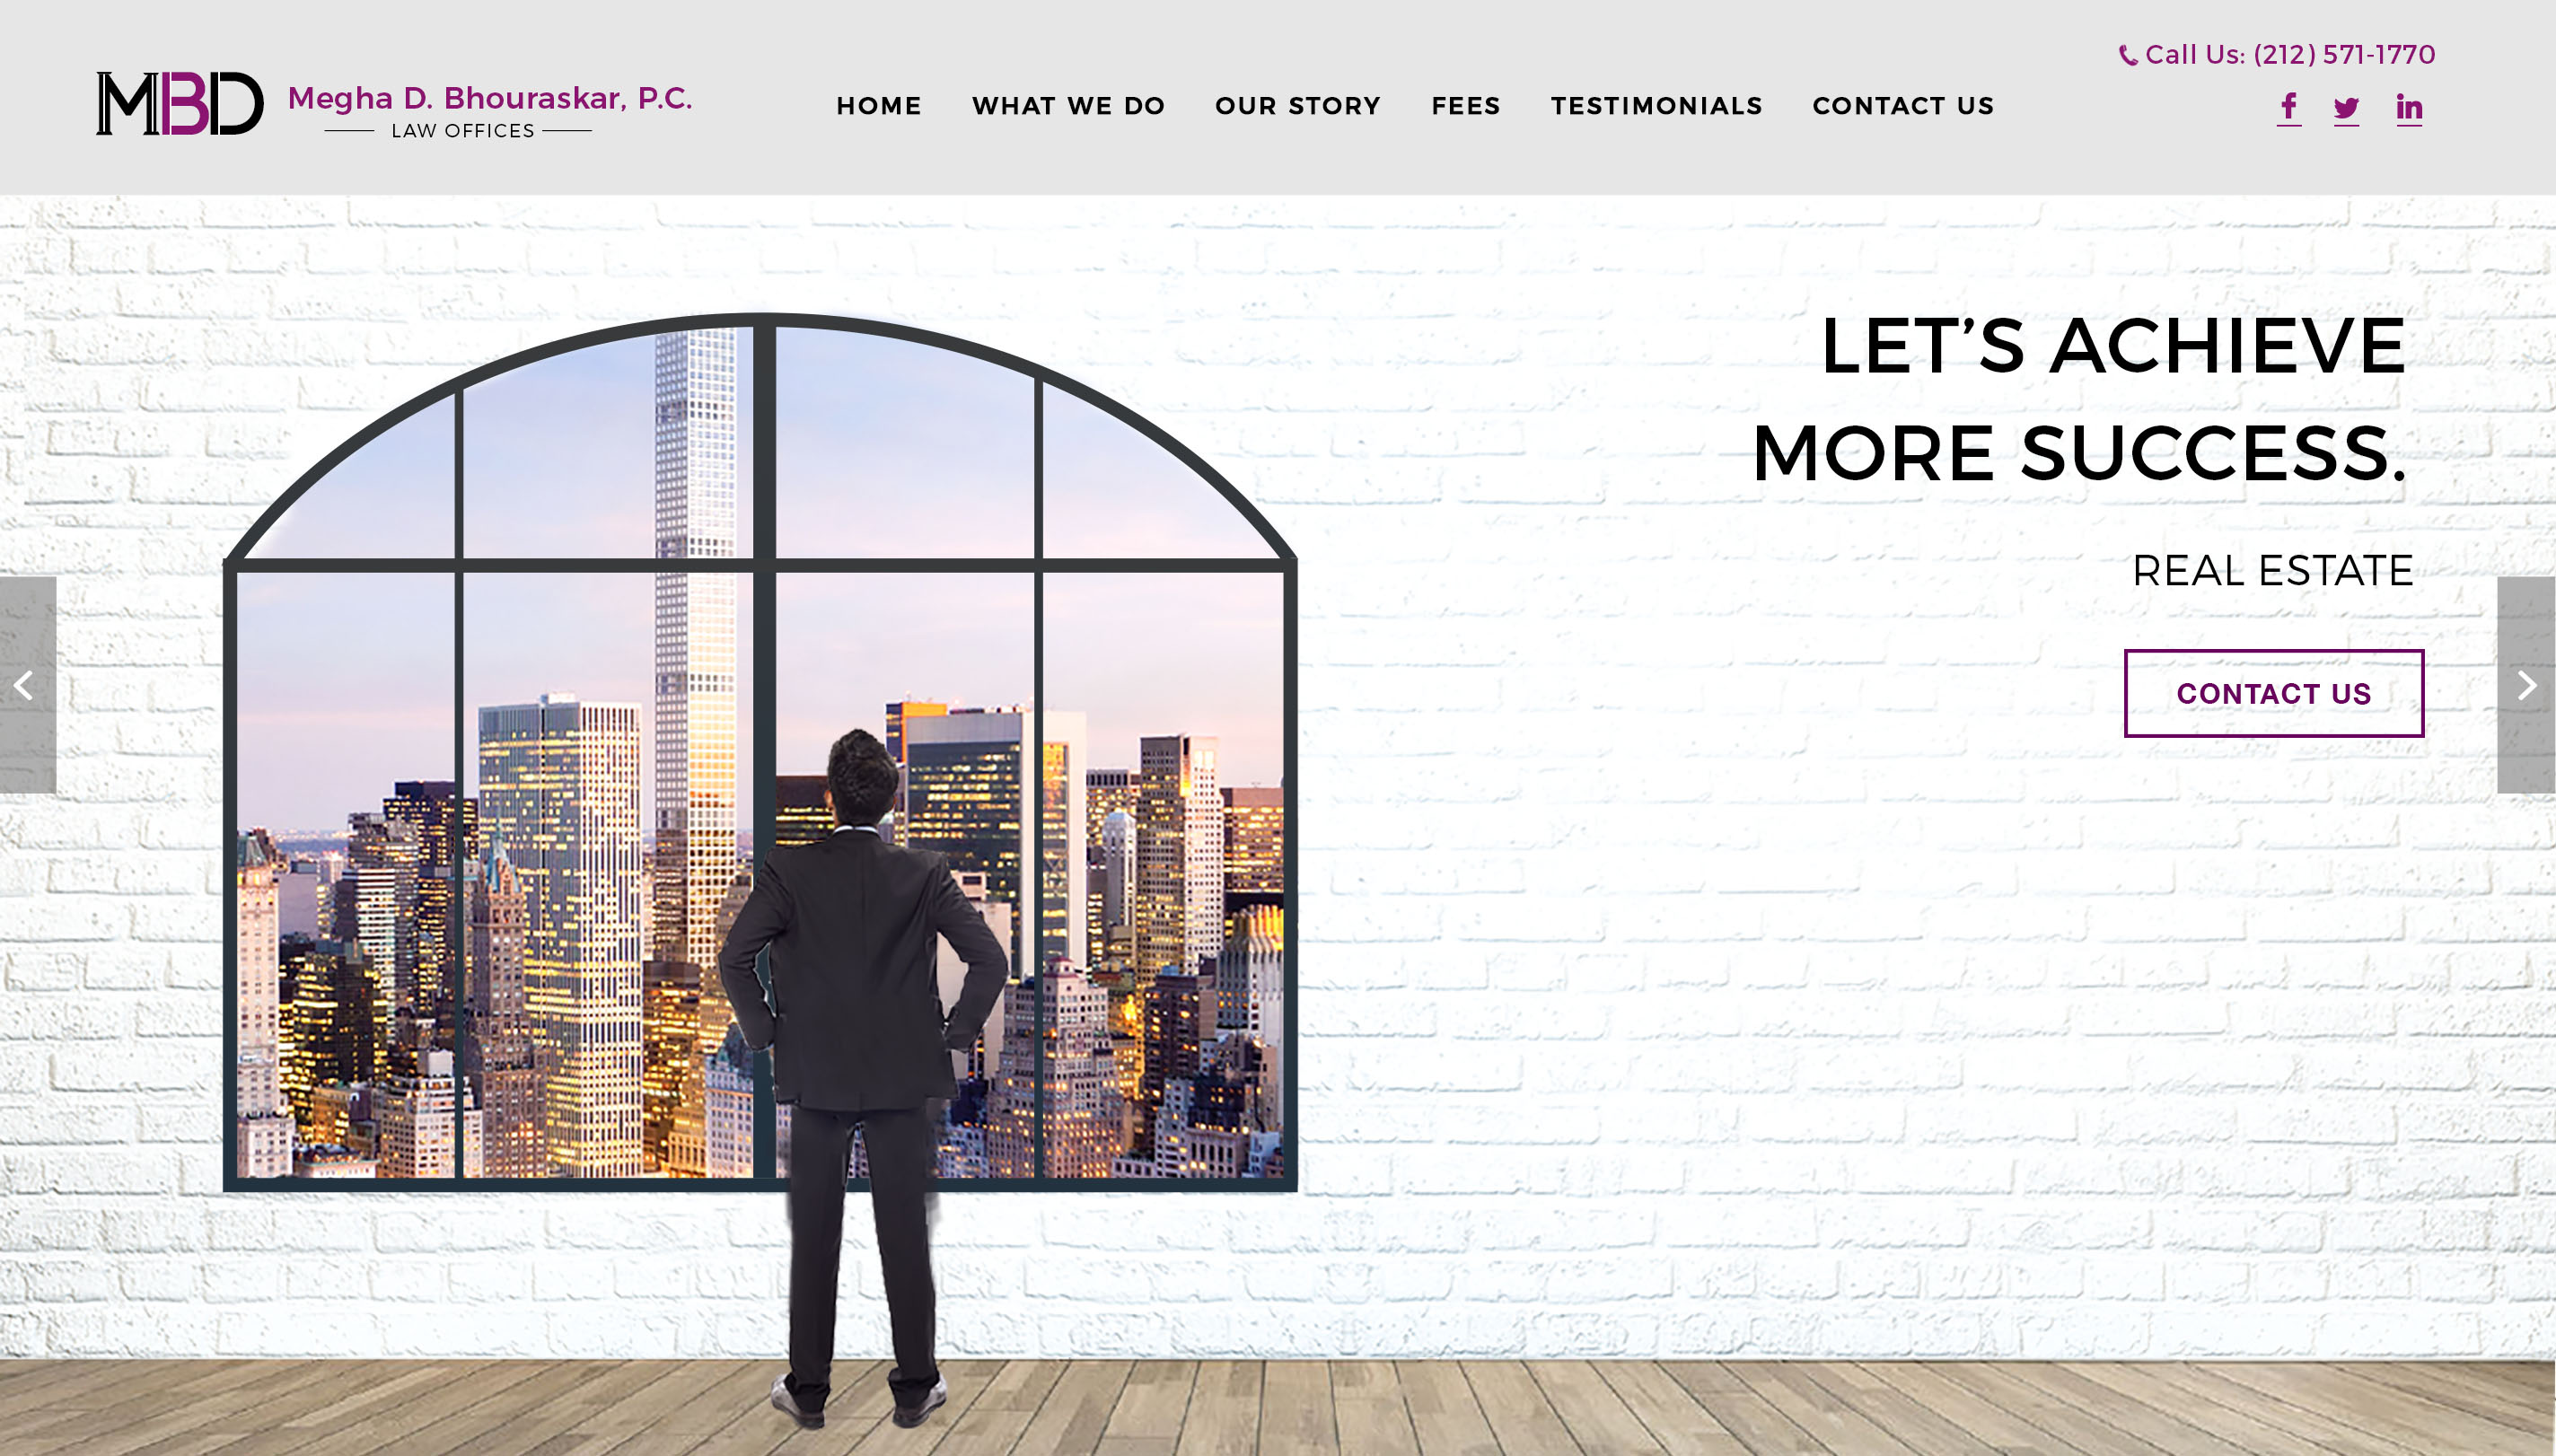 MBD
Megha D. Bhouraskar, P.C.
LAW OFFICES
HOME WHAT WE DO OUR STORY FEES TESTIMONIALS CONTACT US
Call Us: (212) 571-1770
LET’S ACHIEVE
MORE SUCCESS.
REAL ESTATE
CONTACT US